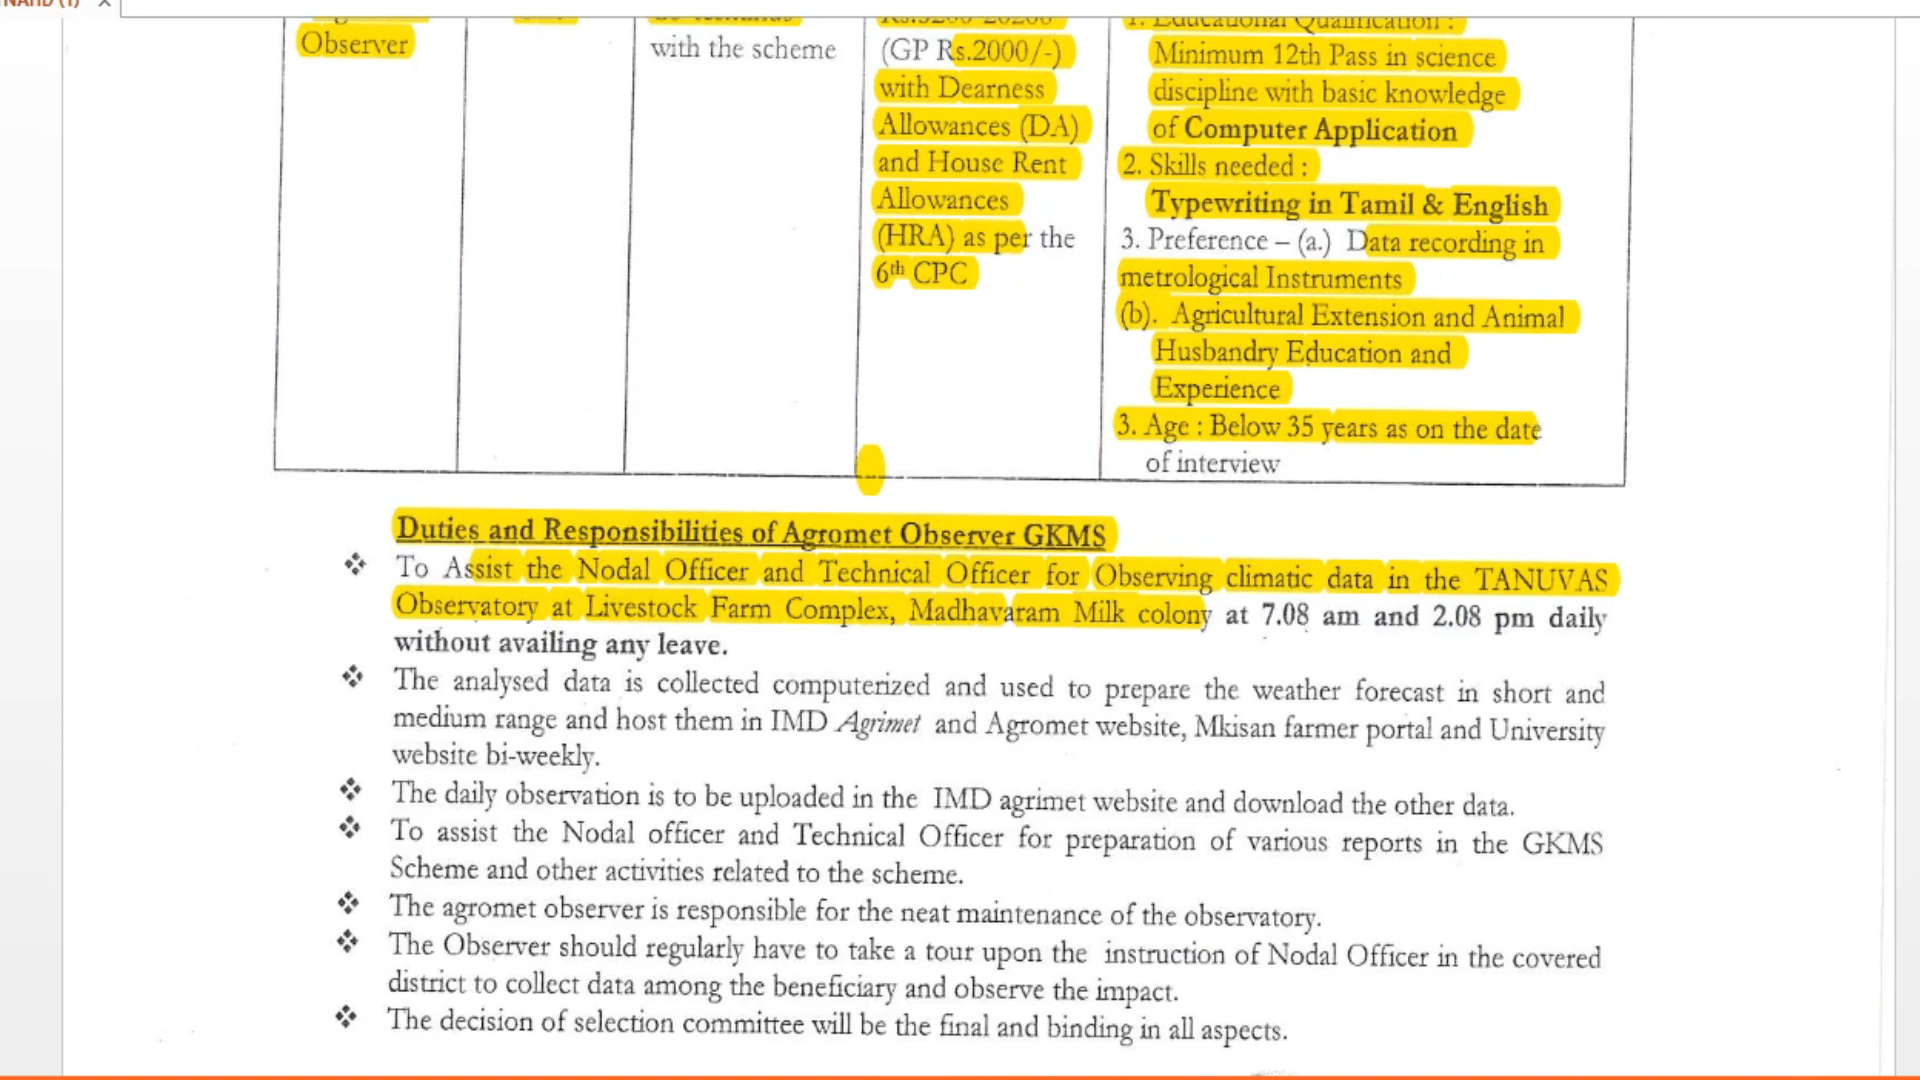 Observer
with the scheme
(GP Rs.2000/-)
with Dearness
Allowances (DA)
and House Rent
Allowances
(HRA) as per the
6th CPC
1. Educational Qualification :
Minimum 12th Pass in science
discipline with basic knowledge
of Computer Application
2. Skills needed :
Typewriting in Tamil & English
3. Preference – (a.) Data recording in
metrological Instruments
(b). Agricultural Extension and Animal
Husbandry Education and
Experience
3. Age : Below 35 years as on the date
of interview
Duties and Responsibilities of Agromet Observer GKMS
❖ To Assist the Nodal Officer and Technical Officer for Observing climatic data in the TANUVAS
Observatory at Livestock Farm Complex, Madhavaram Milk colony at 7.08 am and 2.08 pm daily
without availing any leave.
❖ The analysed data is collected computerized and used to prepare the weather forecast in short and
medium range and host them in IMD Agrimet and Agromet website, Mkisan farmer portal and University
website bi-weekly.
❖ The daily observation is to be uploaded in the IMD agrimet website and download the other data.
❖ To assist the Nodal officer and Technical Officer for preparation of various reports in the GKMS
Scheme and other activities related to the scheme.
❖ The agromet observer is responsible for the neat maintenance of the observatory.
❖ The Observer should regularly have to take a tour upon the instruction of Nodal Officer in the covered
district to collect data among the beneficiary and observe the impact.
❖ The decision of selection committee will be the final and binding in all aspects.